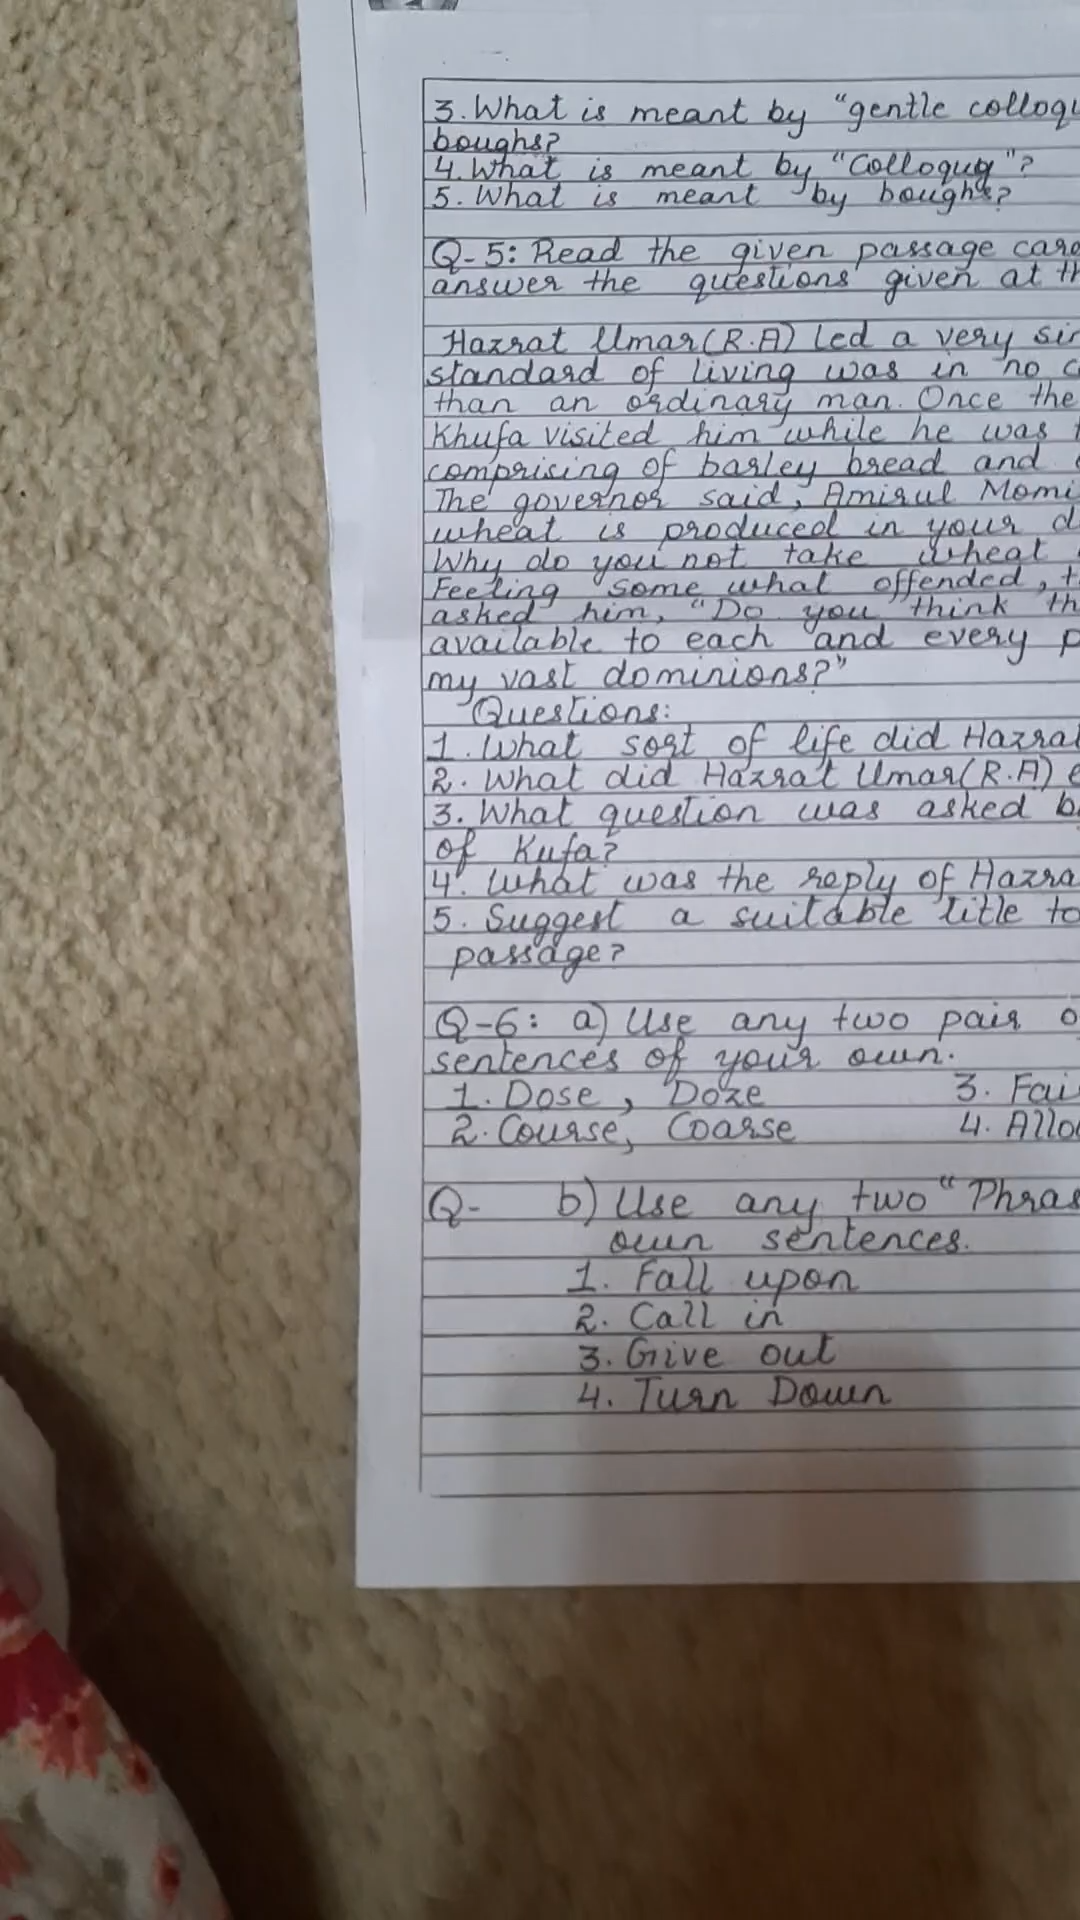 3. What is meant by "gentle colloqu
boughs?
4. What is meant by "Colloquy"?
5. What is meant by boughs?
Q-5: Read the given passage care
answer the questions given at th
Hazrat Umar(R.A) led a very sim
standard of living was in no
than an ordinary man. Once the
Khufa visited him while he was
comprising of barley bread and
The governor said, Amirul Momi
wheat is produced in your d
Why do you not take wheat
Feeling some what offended, t
asked him, "Do you think th
available to each and every p
my vast dominions?"
Questions:
1. What sort of life did Hazrat
2. What did Hazrat Umar(R.A) e
3. What question was asked b
of Kufa?
4. What was the reply of Hazra
5. Suggest a suitable title to
passage?
Q-6: a) Use any two pair o
sentences of your own.
1. Dose, Doze 3. Fai
2. Course, Coarse 4. Allo
Q- b) Use any two "Phras
own sentences.
1. Fall upon
2. Call in
3. Give out
4. Turn Down